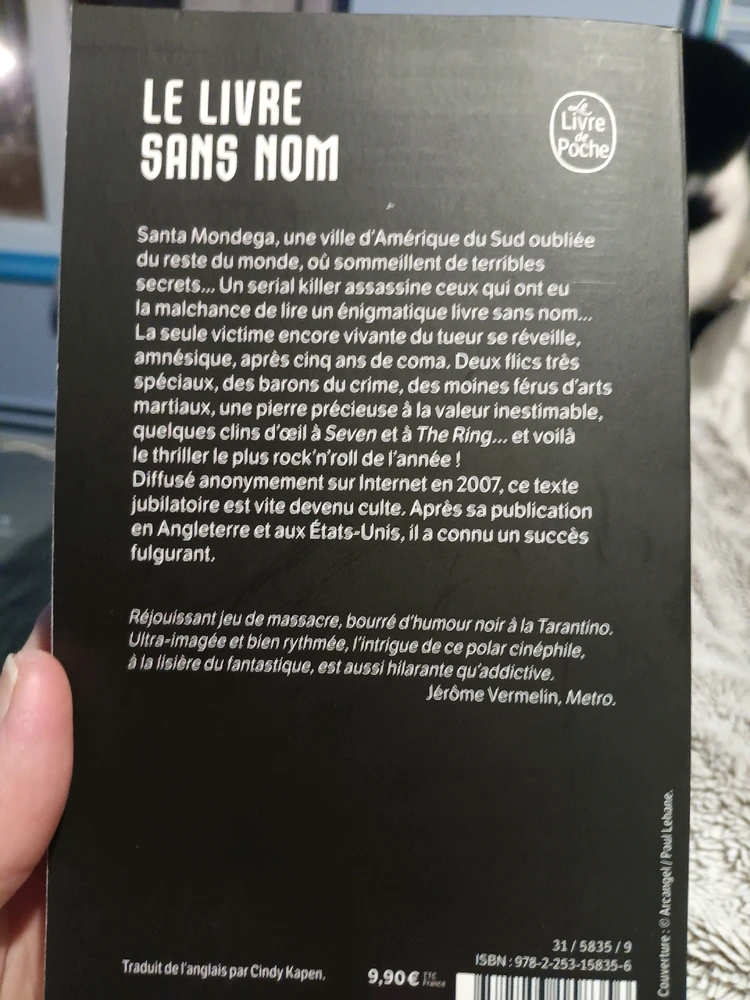 LE LIVRE
SANS NOM
Le
Livre
de
Poche
Santa Mondega, une ville d'Amérique du Sud oubliée
du reste du monde, où sommeillent de terribles
secrets... Un serial killer assassine ceux qui ont eu
la malchance de lire un énigmatique livre sans nom...
La seule victime encore vivante du tueur se réveille,
amnésique, après cinq ans de coma. Deux flics très
spéciaux, des barons du crime, des moines férus d'arts
martiaux, une pierre précieuse à la valeur inestimable,
quelques clins d'œil à Seven et à The Ring... et voilà
le thriller le plus rock'n'roll de l'année !
Diffusé anonymement sur Internet en 2007, ce texte
jubilatoire est vite devenu culte. Après sa publication
en Angleterre et aux États-Unis, il a connu un succès
fulgurant.
Réjouissant jeu de massacre, bourré d'humour noir à la Tarantino.
Ultra-imagée et bien rythmée, l'intrigue de ce polar cinéphile,
à la lisière du fantastique, est aussi hilarante qu'addictive.
Jérôme Vermelin, Metro.
Couverture : © Arcangel / Paul Lehane.
31 / 5835 / 9
ISBN : 978-2-253-15835-6
Traduit de l'anglais par Cindy Kapen.
9,90 € TTC
France